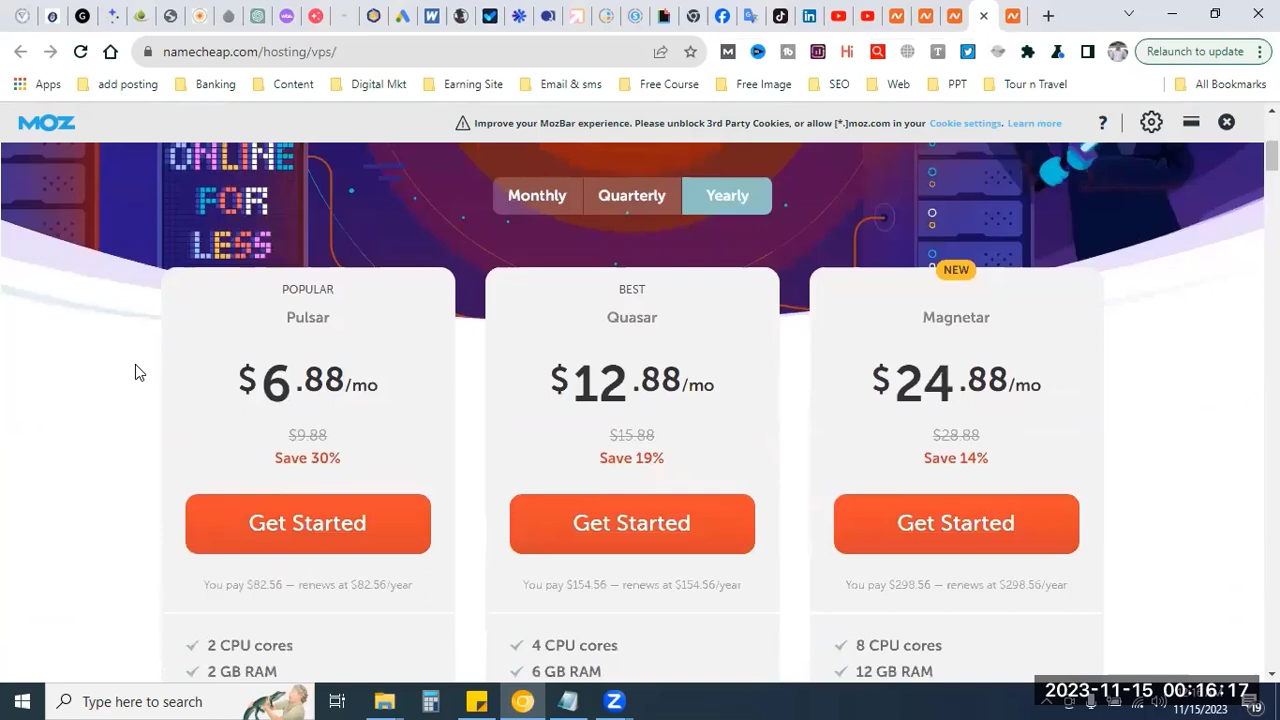 namecheap.com/hosting/vps/
Relaunch to update
Apps add posting Banking Content Digital Mkt Earning Site Email & sms Free Course Free Image SEO Web PPT Tour n Travel All Bookmarks
MOZ Improve your MozBar experience. Please unblock 3rd Party Cookies, or allow [*.]moz.com in your Cookie settings. Learn more
ONLINE
FOR
LESS
Monthly Quarterly Yearly
NEW
POPULAR BEST
Pulsar Quasar Magnetar
$6.88/mo $12.88/mo $24.88/mo
$9.88 $15.88 $28.88
Save 30% Save 19% Save 14%
Get Started Get Started Get Started
You pay $82.56 — renews at $82.56/year You pay $154.56 — renews at $154.56/year You pay $298.56 — renews at $298.56/year
2 CPU cores 4 CPU cores 8 CPU cores
2 GB RAM 6 GB RAM 12 GB RAM
2023-11-15 00:16:17
Type here to search
11/15/2023